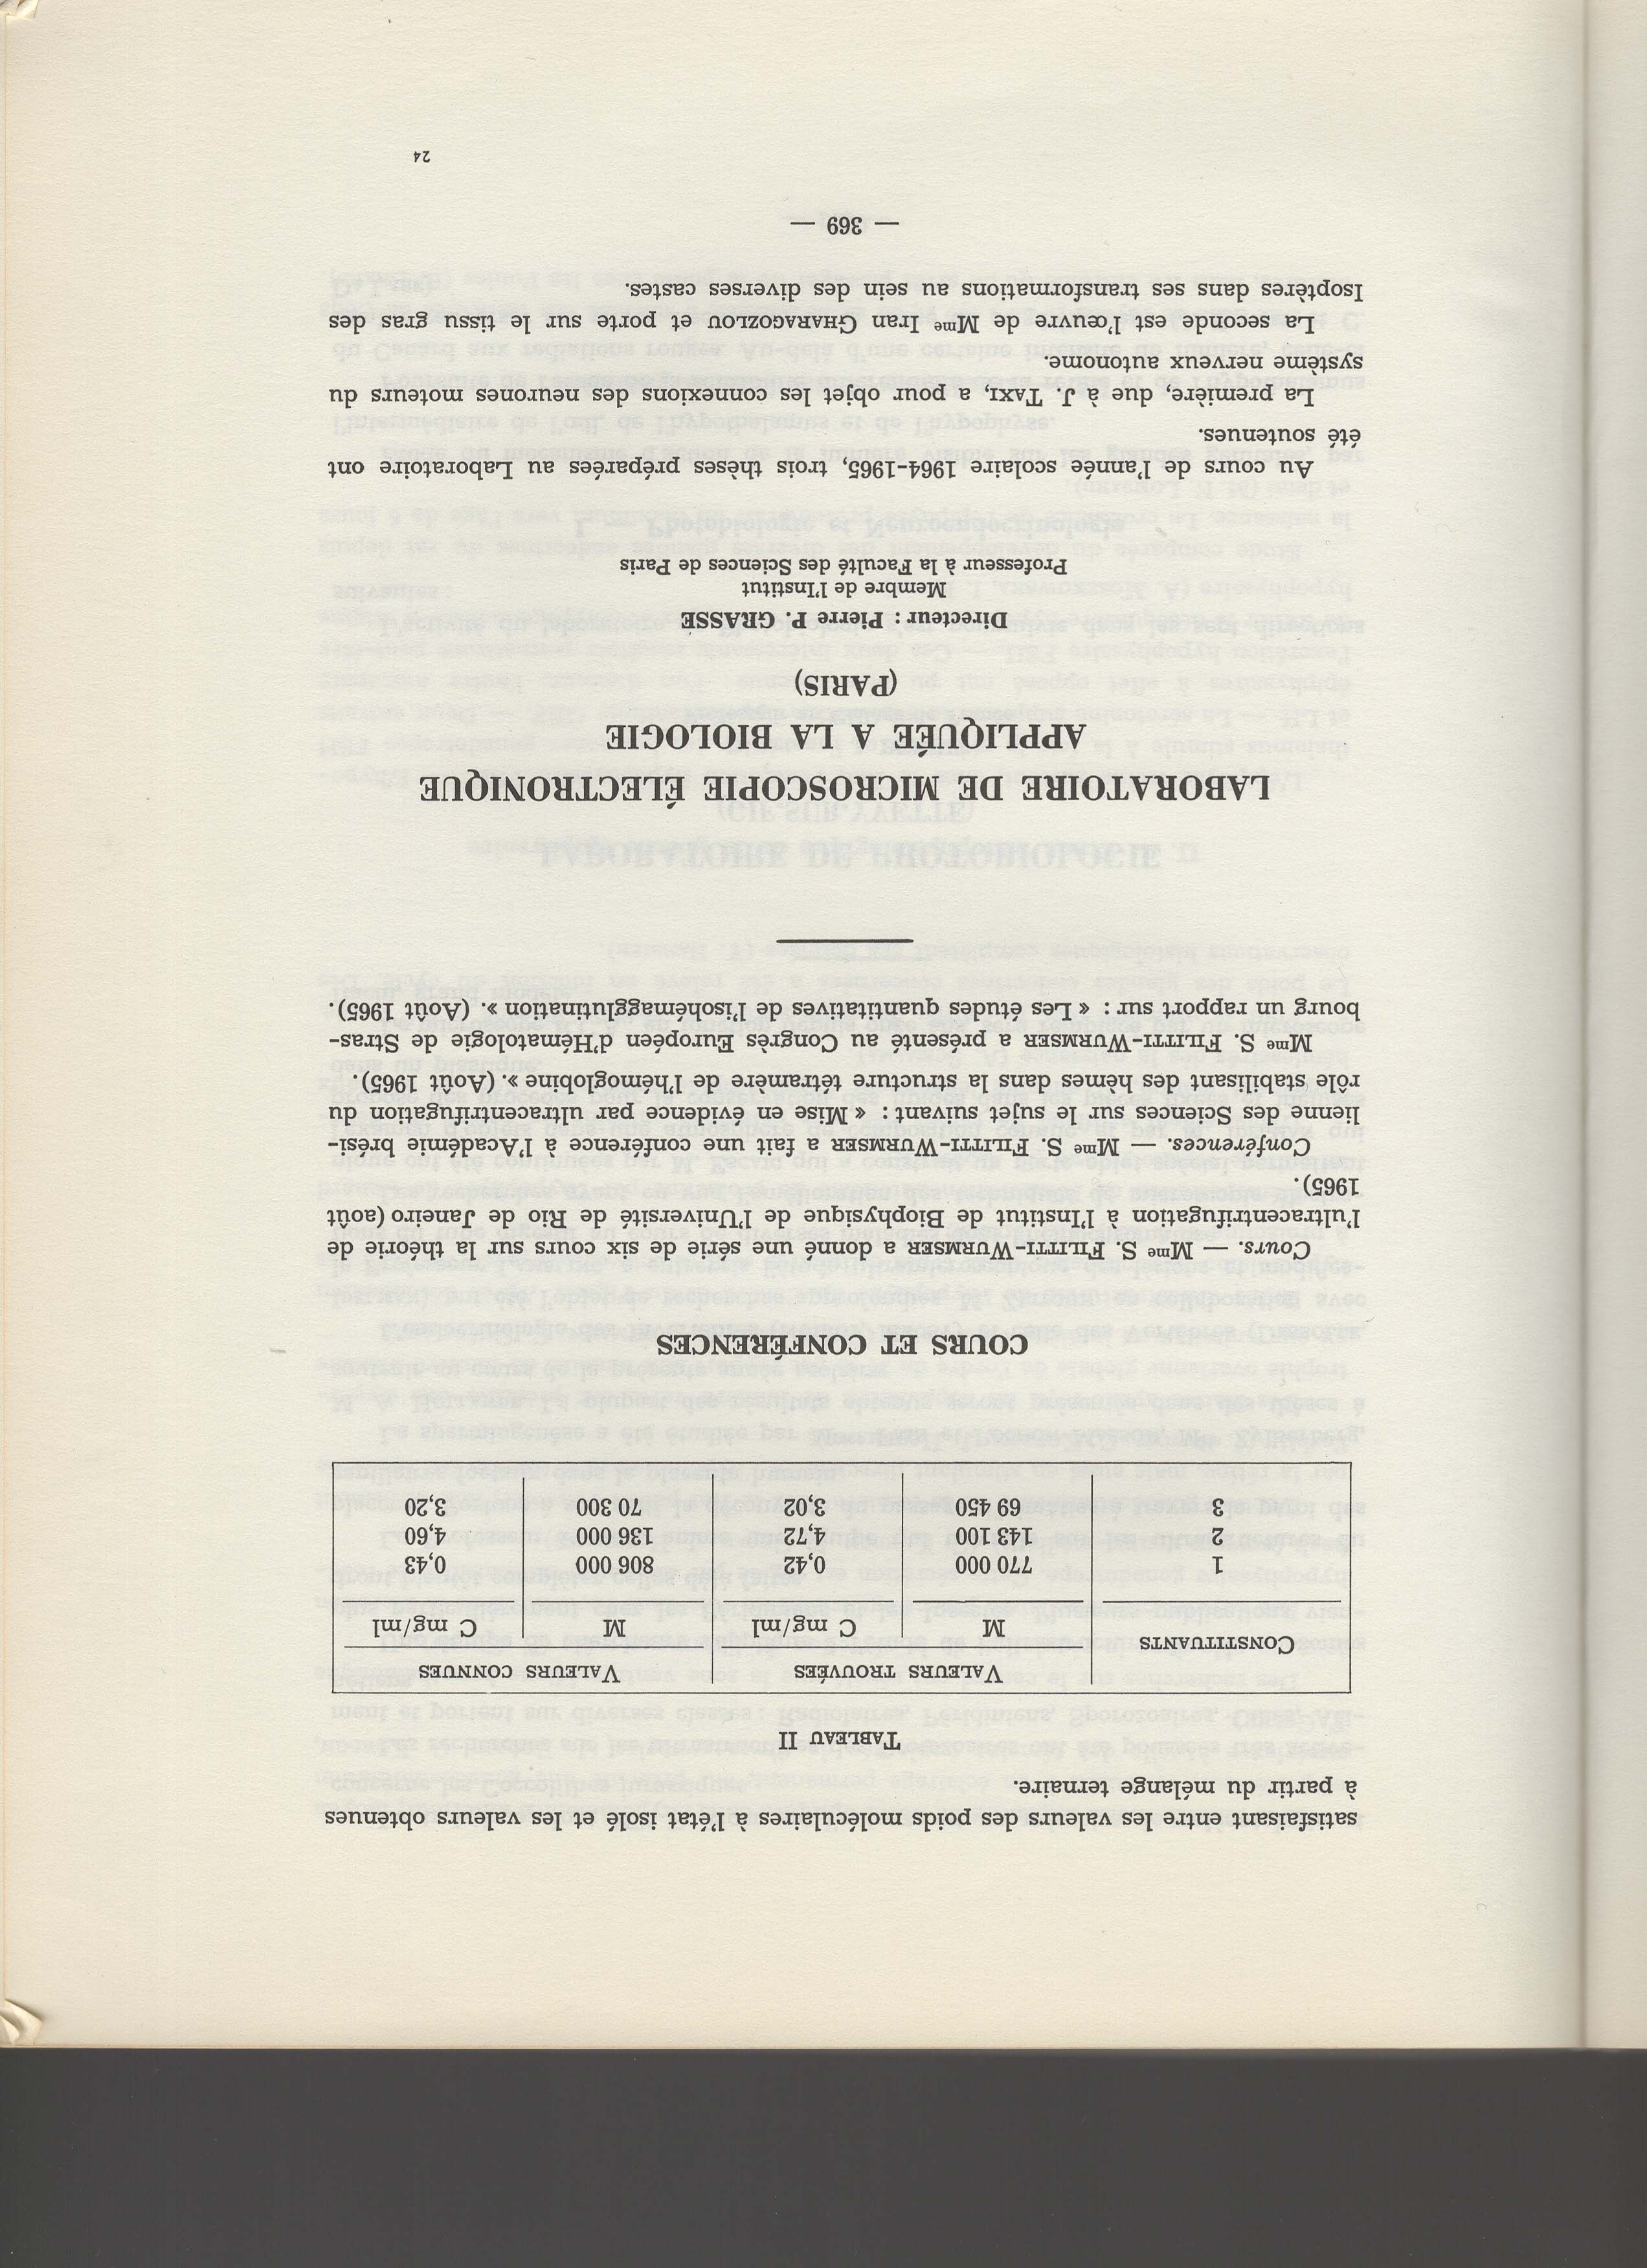 satisfaisant entre les valeurs des poids moléculaires à l'état isolé et les valeurs obtenues
à partir du mélange ternaire.
TABLEAU II
CONSTITUANTS VALEURS TROUVÉES VALEURS CONNUES
M C mg/ml M C mg/ml
1 770 000 0,42 806 000 0,43
2 143 100 4,72 136 000 4,60
3 69 450 3,02 70 300 3,20
COURS ET CONFÉRENCES
Cours. — Mme S. FILITTI-WURMSER a donné une série de six cours sur la théorie de
l'ultracentrifugation à l'Institut de Biophysique de l'Université de Rio de Janeiro (août
1965).
Conférences. — Mme S. FILITTI-WURMSER a fait une conférence à l'Académie brési-
lienne des Sciences sur le sujet suivant : « Mise en évidence par ultracentrifugation du
rôle stabilisant des hèmes dans la structure tétramère de l'hémoglobine ». (Août 1965).
Mme S. FILITTI-WURMSER a présenté au Congrès Européen d'Hématologie de Stras-
bourg un rapport sur : « Les études quantitatives de l'isohémagglutination ». (Août 1965).
LABORATOIRE DE MICROSCOPIE ÉLECTRONIQUE
APPLIQUÉE A LA BIOLOGIE
(PARIS)
Directeur : Pierre P. GRASSÉ
Membre de l'Institut
Professeur à la Faculté des Sciences de Paris
Au cours de l'année scolaire 1964-1965, trois thèses préparées au Laboratoire ont
été soutenues.
La première, due à J. TAXI, a pour objet les connexions des neurones moteurs du
système nerveux autonome.
La seconde est l'œuvre de Mme Iran GHARAGOZLOU et porte sur le tissu gras des
Isoptères dans ses transformations au sein des diverses castes.
— 369 —
24